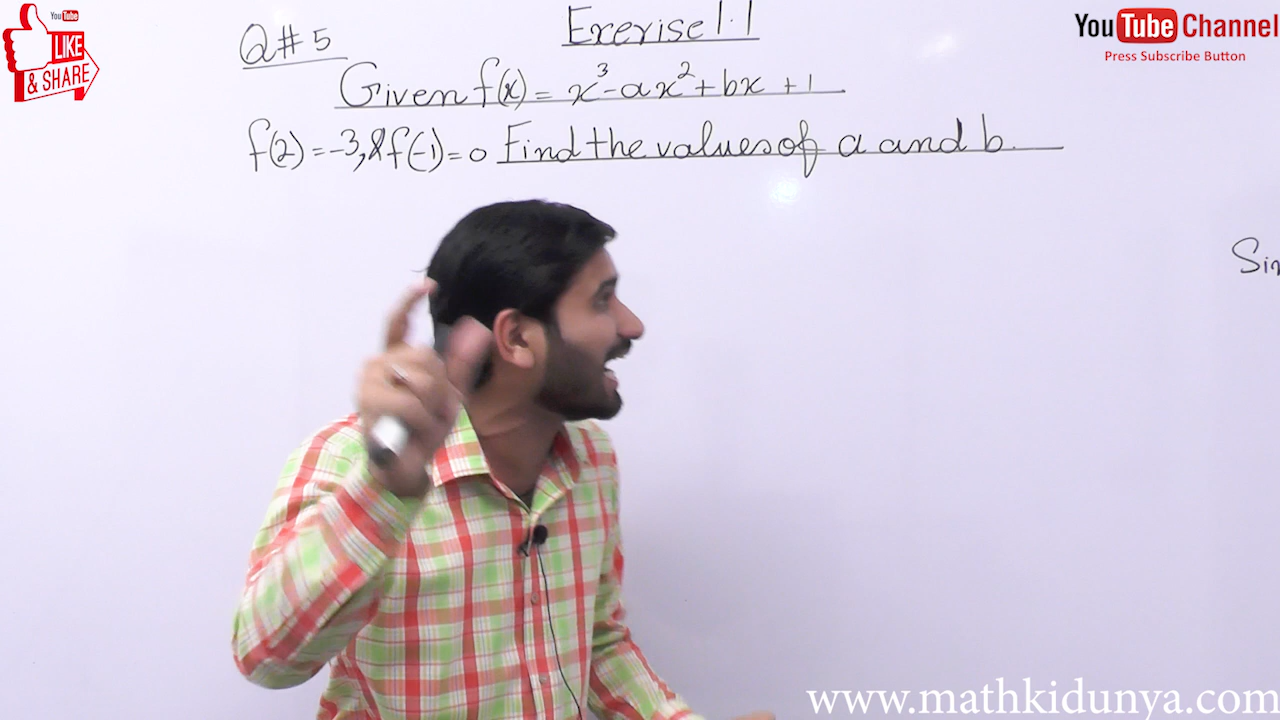 YouTube
LIKE
& SHARE
Q # 5
Exervise 1.1
YouTube Channel
Press Subscribe Button
Given f(x) = x³-ax²+bx +1
f(2) = -3, & f(-1) = 0 Find the values of a and b.
www.mathkidunya.com